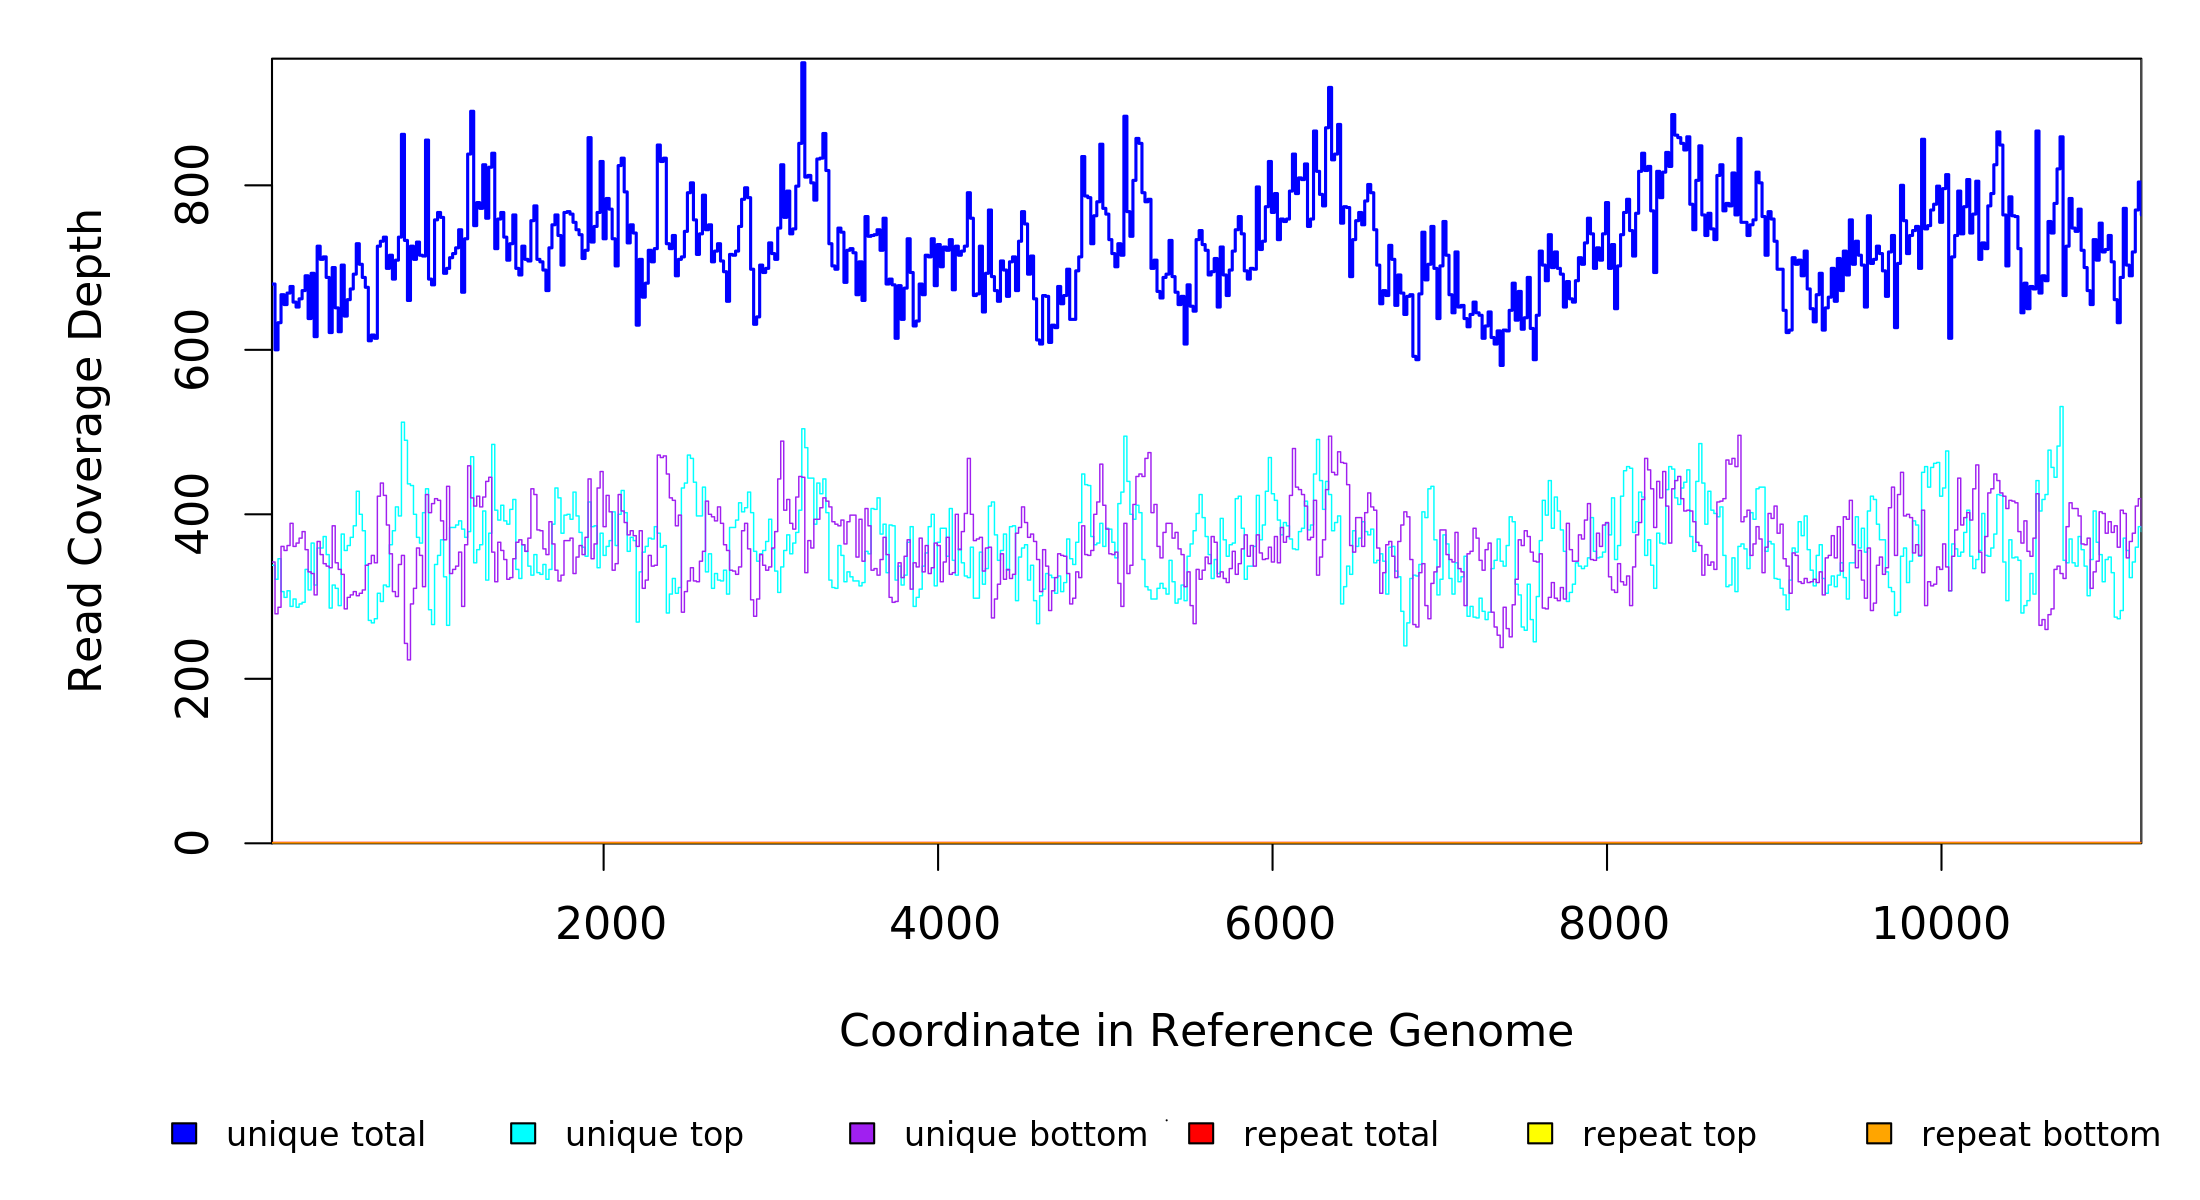 Read Coverage Depth
800
600
400
200
0
2000 4000 6000 8000 10000
Coordinate in Reference Genome
unique total unique top unique bottom repeat total repeat top repeat bottom